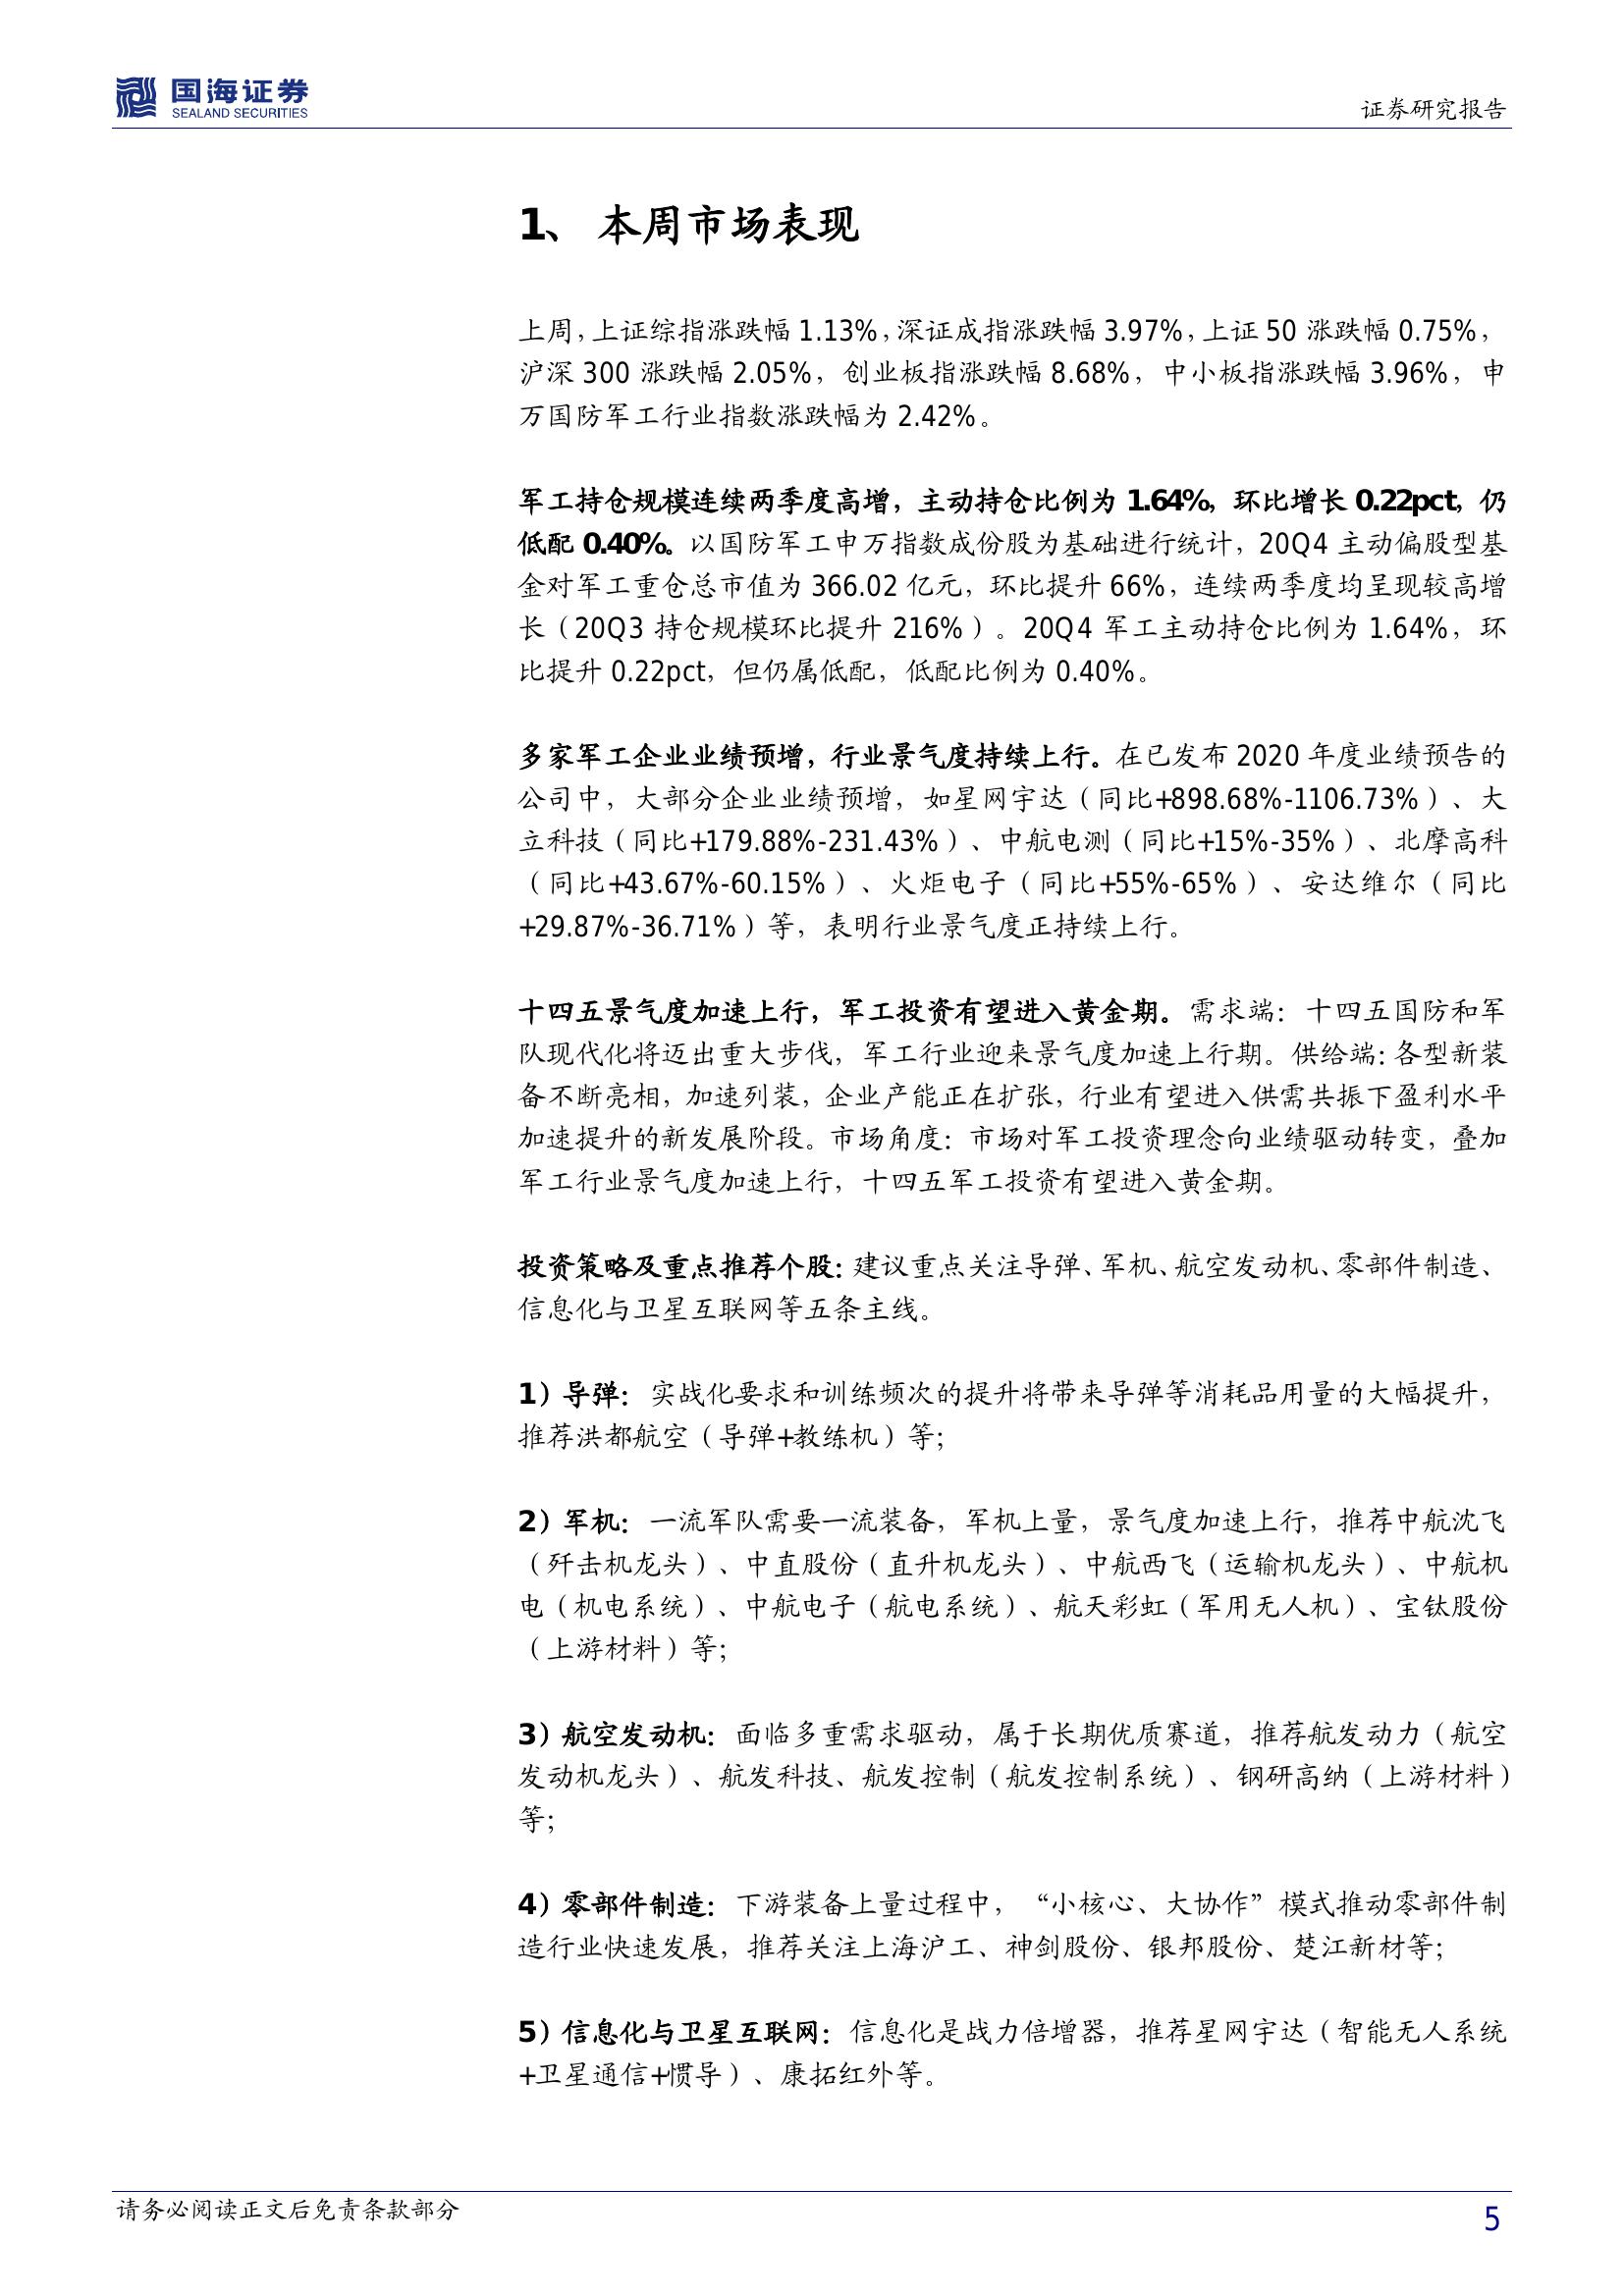 国海证券
SEALAND SECURITIES
证券研究报告
1、 本周市场表现
上周，上证综指涨跌幅 1.13%，深证成指涨跌幅 3.97%，上证 50 涨跌幅 0.75%，
沪深 300 涨跌幅 2.05%，创业板指涨跌幅 8.68%，中小板指涨跌幅 3.96%，申
万国防军工行业指数涨跌幅为 2.42%。
军工持仓规模连续两季度高增，主动持仓比例为 1.64%，环比增长 0.22pct，仍
低配 0.40%。以国防军工申万指数成份股为基础进行统计，20Q4 主动偏股型基
金对军工重仓总市值为 366.02 亿元，环比提升 66%，连续两季度均呈现较高增
长（20Q3 持仓规模环比提升 216%）。20Q4 军工主动持仓比例为 1.64%，环
比提升 0.22pct，但仍属低配，低配比例为 0.40%。
多家军工企业业绩预增，行业景气度持续上行。在已发布 2020 年度业绩预告的
公司中，大部分企业业绩预增，如星网宇达（同比+898.68%-1106.73%）、大
立科技（同比+179.88%-231.43%）、中航电测（同比+15%-35%）、北摩高科
（同比+43.67%-60.15%）、火炬电子（同比+55%-65%）、安达维尔（同比
+29.87%-36.71%）等，表明行业景气度正持续上行。
十四五景气度加速上行，军工投资有望进入黄金期。需求端：十四五国防和军
队现代化将迈出重大步伐，军工行业迎来景气度加速上行期。供给端：各型新装
备不断亮相，加速列装，企业产能正在扩张，行业有望进入供需共振下盈利水平
加速提升的新发展阶段。市场角度：市场对军工投资理念向业绩驱动转变，叠加
军工行业景气度加速上行，十四五军工投资有望进入黄金期。
投资策略及重点推荐个股：建议重点关注导弹、军机、航空发动机、零部件制造、
信息化与卫星互联网等五条主线。
1）导弹：实战化要求和训练频次的提升将带来导弹等消耗品用量的大幅提升，
推荐洪都航空（导弹+教练机）等；
2）军机：一流军队需要一流装备，军机上量，景气度加速上行，推荐中航沈飞
（歼击机龙头）、中直股份（直升机龙头）、中航西飞（运输机龙头）、中航机
电（机电系统）、中航电子（航电系统）、航天彩虹（军用无人机）、宝钛股份
（上游材料）等；
3）航空发动机：面临多重需求驱动，属于长期优质赛道，推荐航发动力（航空
发动机龙头）、航发科技、航发控制（航发控制系统）、钢研高纳（上游材料）
等；
4）零部件制造：下游装备上量过程中，“小核心、大协作”模式推动零部件制
造行业快速发展，推荐关注上海沪工、神剑股份、银邦股份、楚江新材等；
5）信息化与卫星互联网：信息化是战力倍增器，推荐星网宇达（智能无人系统
+卫星通信+惯导）、康拓红外等。
请务必阅读正文后免责条款部分
5